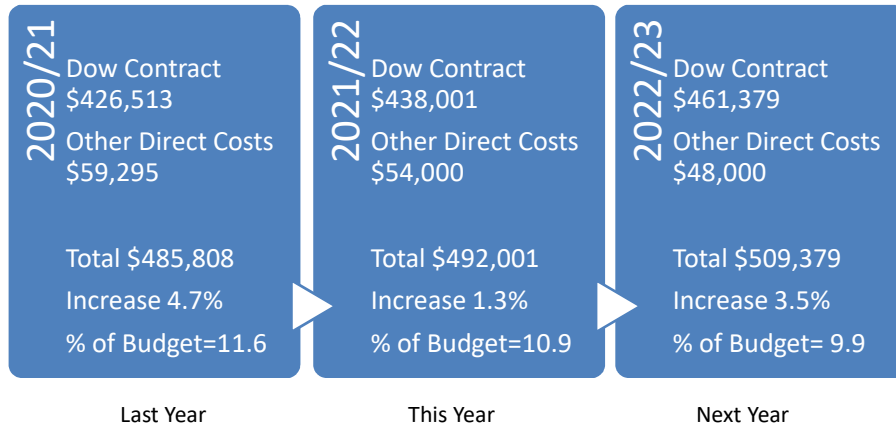 2020/21
Dow Contract
$426,513
Other Direct Costs
$59,295
Total $485,808
Increase 4.7%
% of Budget=11.6
2021/22
Dow Contract
$438,001
Other Direct Costs
$54,000
Total $492,001
Increase 1.3%
% of Budget=10.9
2022/23
Dow Contract
$461,379
Other Direct Costs
$48,000
Total $509,379
Increase 3.5%
% of Budget= 9.9
Last Year
This Year
Next Year